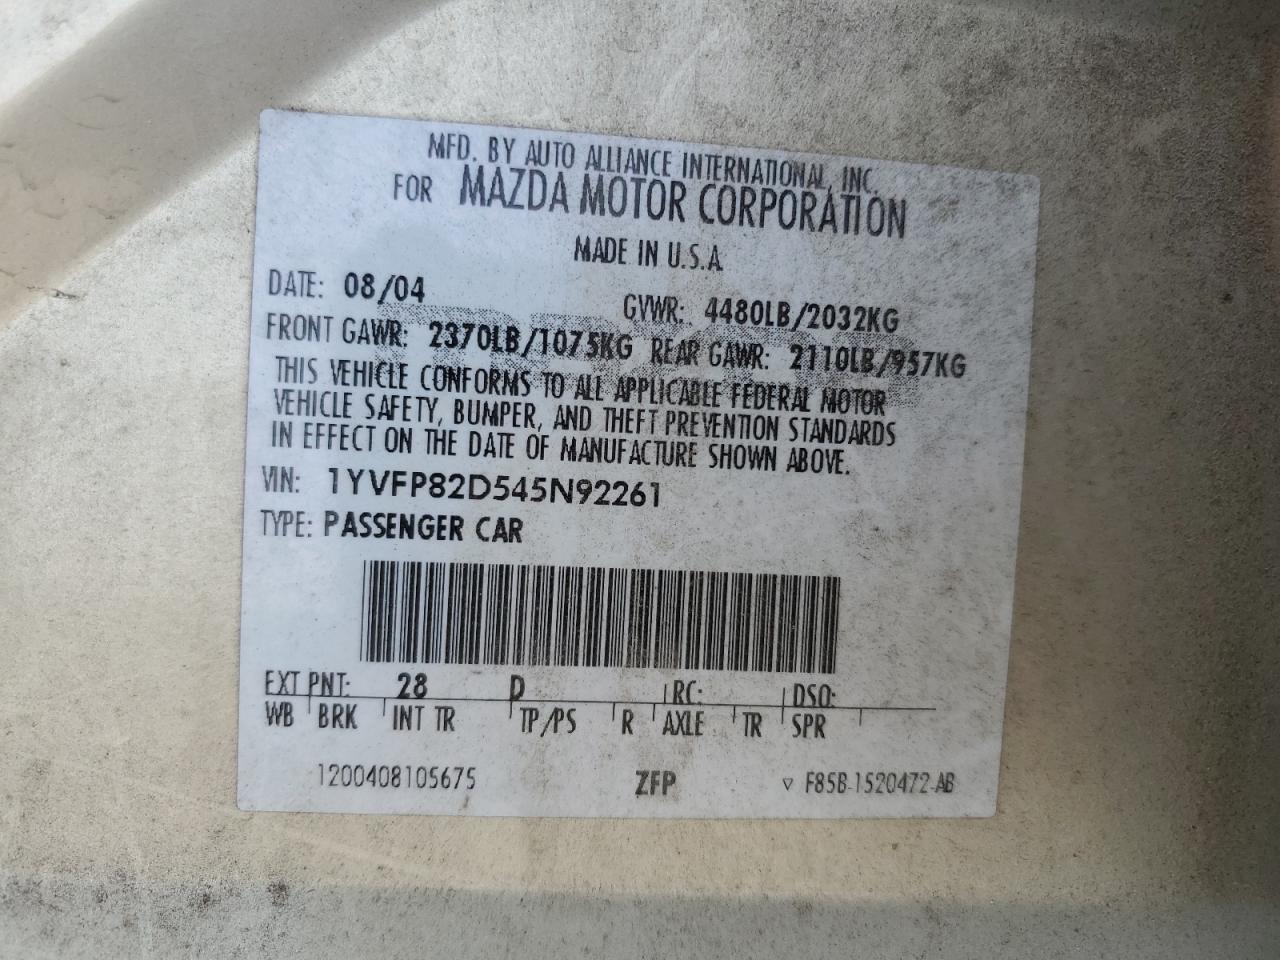 MFD. BY AUTO ALLIANCE INTERNATIONAL, INC.
FOR MAZDA MOTOR CORPORATION
MADE IN U.S.A.
DATE: 08/04 GVWR: 4480LB/2032KG
FRONT GAWR: 2370LB/1075KG REAR GAWR: 2110LB/957KG
THIS VEHICLE CONFORMS TO ALL APPLICABLE FEDERAL MOTOR
VEHICLE SAFETY, BUMPER, AND THEFT PREVENTION STANDARDS
IN EFFECT ON THE DATE OF MANUFACTURE SHOWN ABOVE.
VIN: 1YVFP82D545N92261
TYPE: PASSENGER CAR
EXT PNT: 28 D RC: DSO:
WB BRK INT TR TP/PS R AXLE TR SPR
1200408105675 ZFP ▽ F85B-1520472-AB